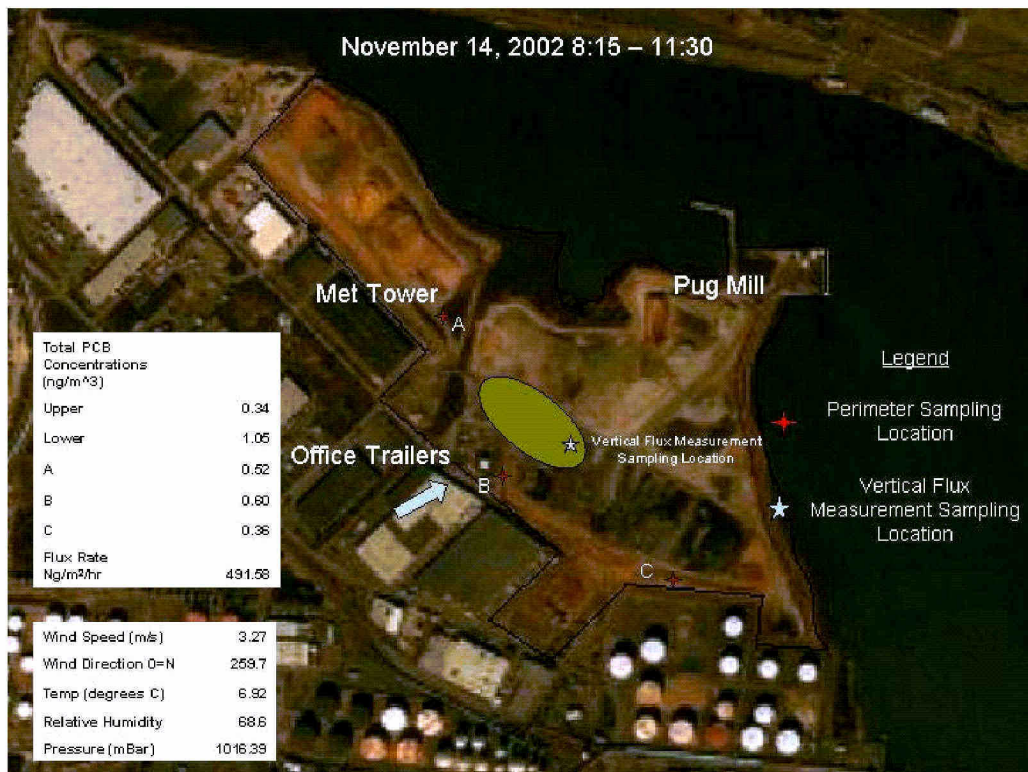 November 14, 2002 8:15 – 11:30
Met Tower
A
Pug Mill
Legend
Perimeter Sampling
Location
Vertical Flux
Measurement Sampling
Location
Vertical Flux Measurement
Sampling Location
Office Trailers
B
C
Total PCB
Concentrations
(ng/m^3)
Upper 0.34
Lower 1.05
A 0.52
B 0.60
C 0.36
Flux Rate
Ng/m²/hr 491.58
Wind Speed (m/s) 3.27
Wind Direction 0=N 259.7
Temp (degrees C) 6.92
Relative Humidity 68.6
Pressure (mBar) 1016.39